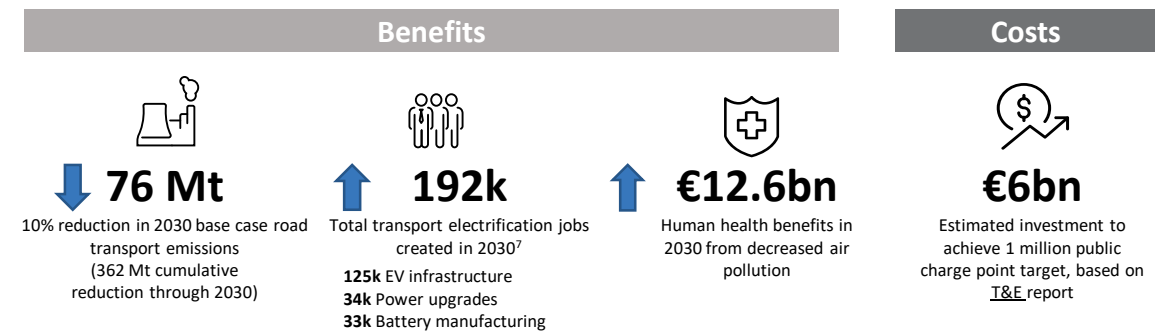 Benefits
Costs
76 Mt
10% reduction in 2030 base case road
transport emissions
(362 Mt cumulative
reduction through 2030)
192k
Total transport electrification jobs
created in 2030⁷
125k EV infrastructure
34k Power upgrades
33k Battery manufacturing
€12.6bn
Human health benefits in
2030 from decreased air
pollution
$
€6bn
Estimated investment to
achieve 1 million public
charge point target, based on
T&E report